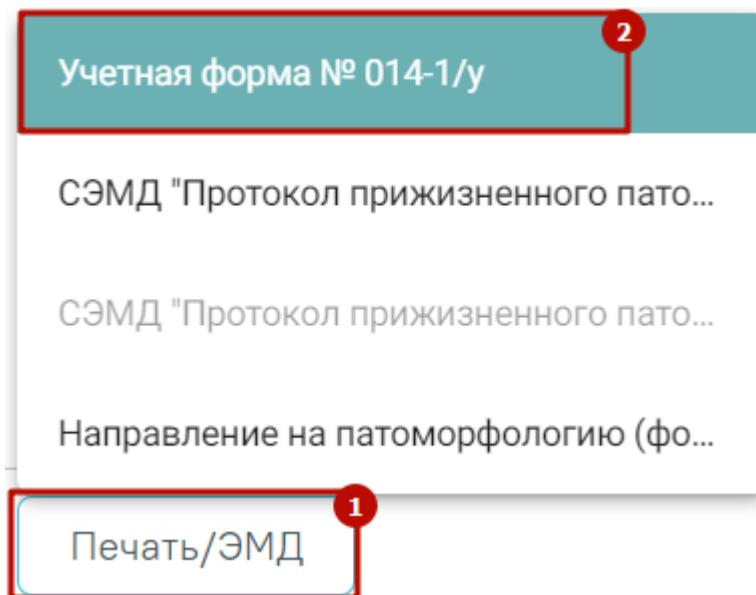 2
Учетная форма № 014-1/у
СЭМД "Протокол прижизненного пато...
СЭМД "Протокол прижизненного пато...
Направление на патоморфологию (фо...
1
Печать/ЭМД